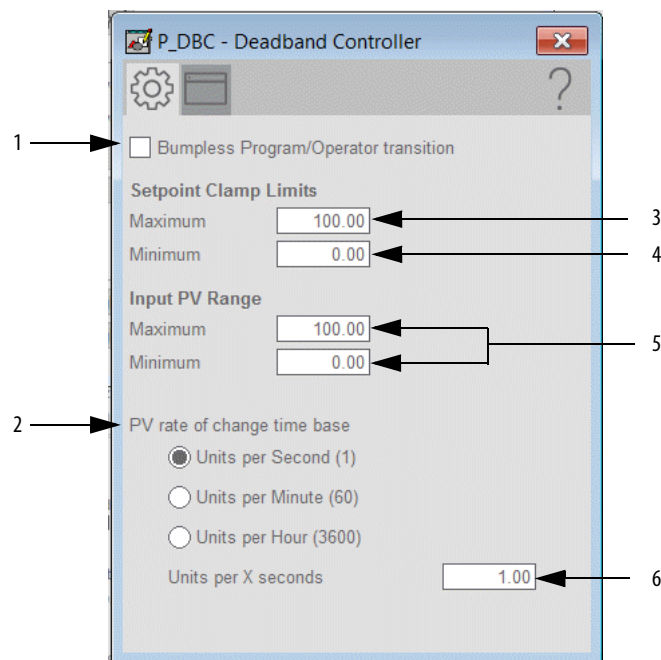 P_DBC - Deadband Controller
?
1
Bumpless Program/Operator transition
Setpoint Clamp Limits
Maximum 100.00 3
Minimum 0.00 4
Input PV Range
Maximum 100.00
5
Minimum 0.00
2 PV rate of change time base
Units per Second (1)
Units per Minute (60)
Units per Hour (3600)
Units per X seconds 1.00 6